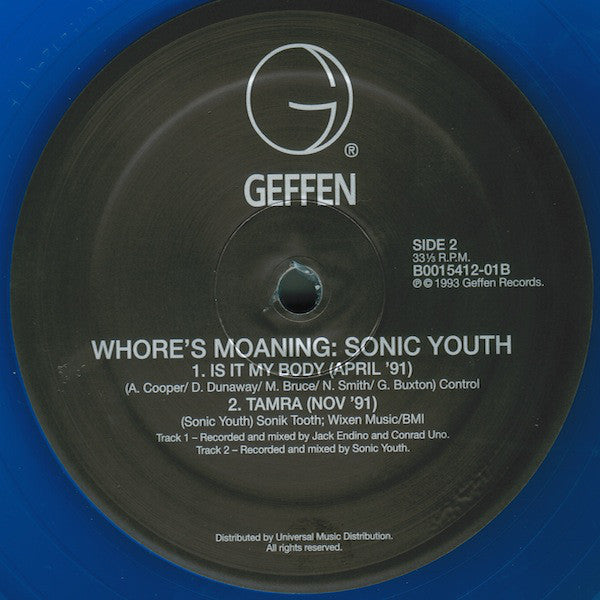 G
®
GEFFEN
SIDE 2
33⅓ R.P.M.
B0015412-01B
℗ © 1993 Geffen Records.
WHORE'S MOANING: SONIC YOUTH
1. IS IT MY BODY (APRIL '91)
(A. Cooper/ D. Dunaway/ M. Bruce/ N. Smith/ G. Buxton) Control
2. TAMRA (NOV '91)
(Sonic Youth) Sonik Tooth; Wixen Music/BMI
Track 1 – Recorded and mixed by Jack Endino and Conrad Uno.
Track 2 – Recorded and mixed by Sonic Youth.
Distributed by Universal Music Distribution.
All rights reserved.